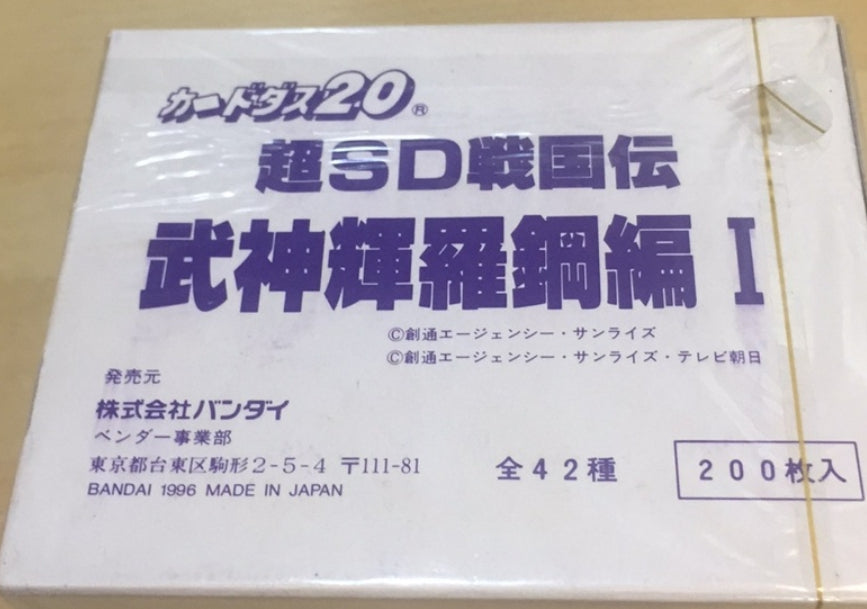 カードダス20®
超SD戦国伝
武神輝羅鋼編 I
©創通エージェンシー・サンライズ
©創通エージェンシー・サンライズ・テレビ朝日
発売元
株式会社バンダイ
ベンダー事業部
東京都台東区駒形2-5-4 〒111-81
BANDAI 1996 MADE IN JAPAN
全42種
200枚入